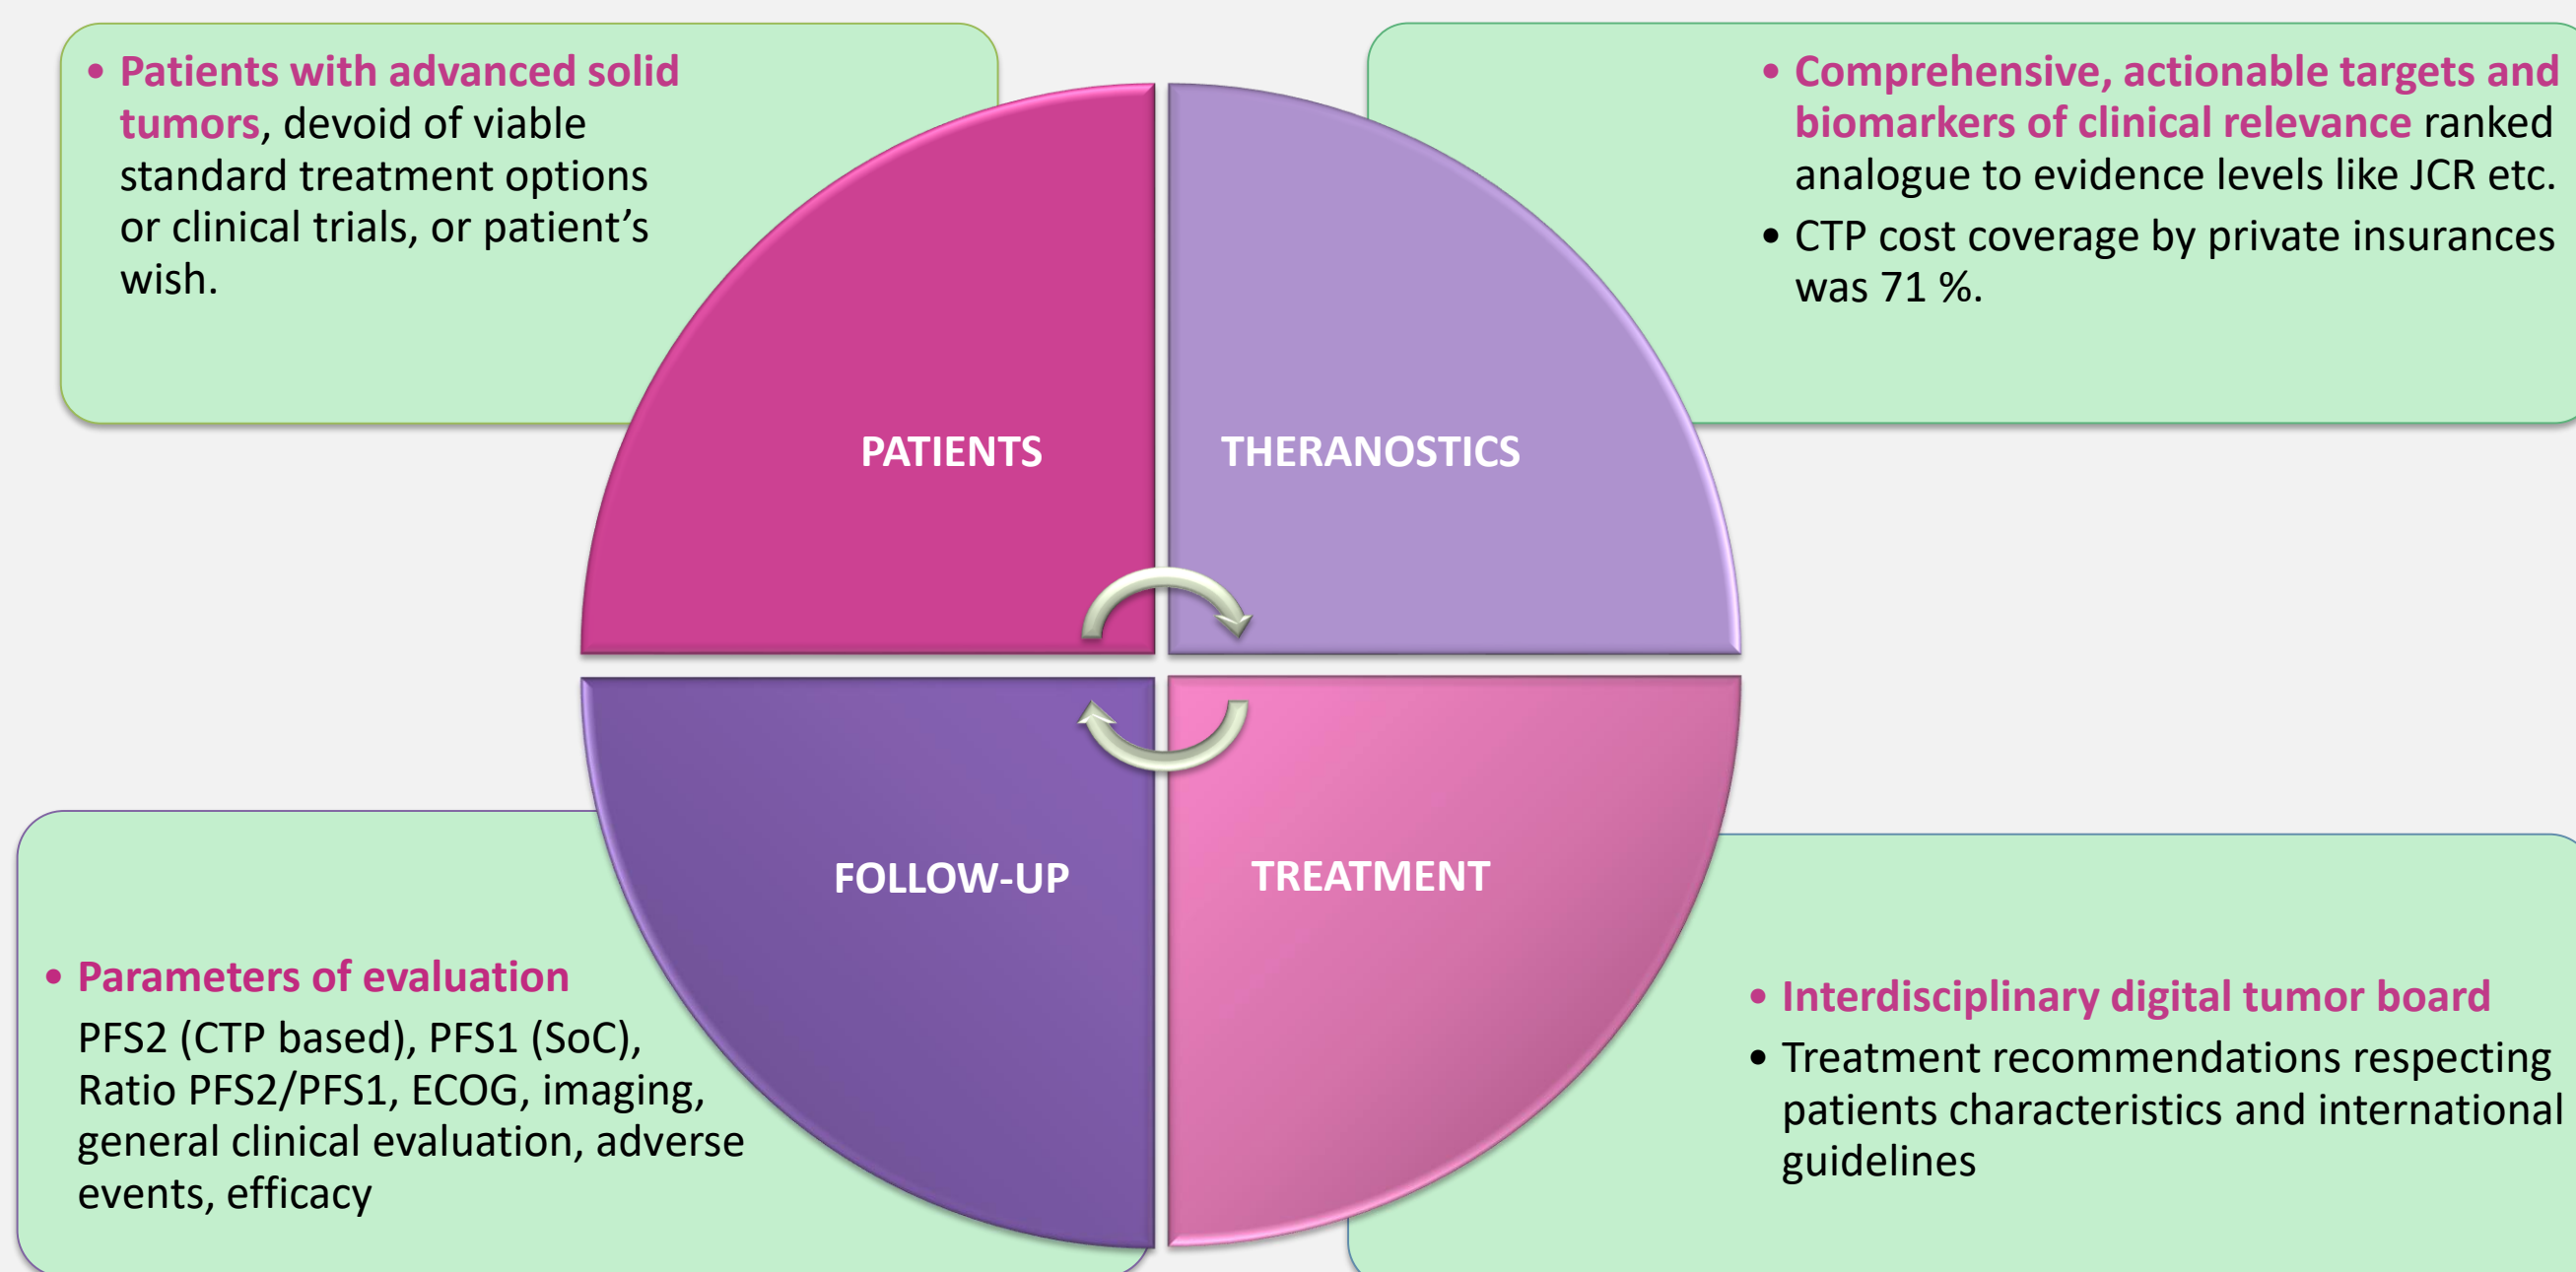 • Patients with advanced solid
tumors, devoid of viable
standard treatment options
or clinical trials, or patient’s
wish.
• Comprehensive, actionable targets and
biomarkers of clinical relevance ranked
analogue to evidence levels like JCR etc.
• CTP cost coverage by private insurances
was 71 %.
PATIENTS
THERANOSTICS
FOLLOW-UP
TREATMENT
• Parameters of evaluation
PFS2 (CTP based), PFS1 (SoC),
Ratio PFS2/PFS1, ECOG, imaging,
general clinical evaluation, adverse
events, efficacy
• Interdisciplinary digital tumor board
• Treatment recommendations respecting
patients characteristics and international
guidelines